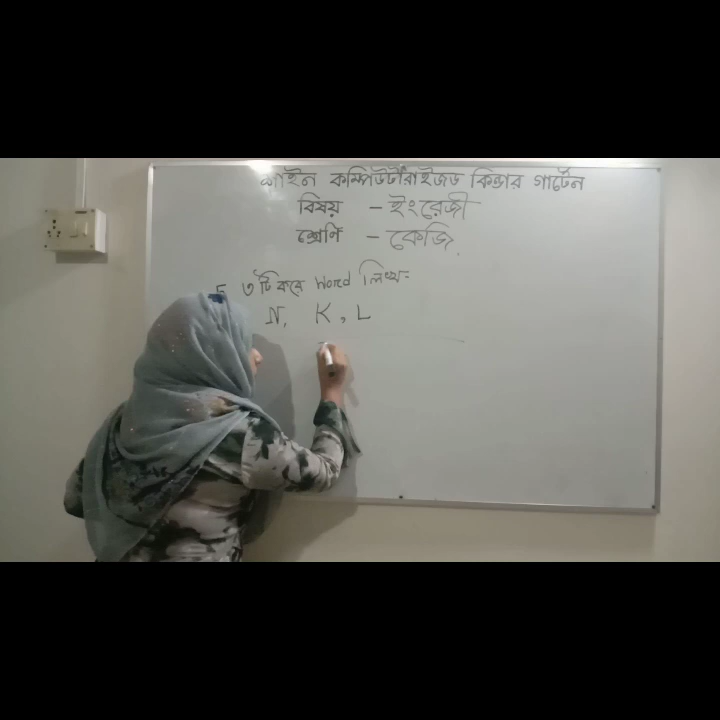 শাইন কম্পিউটারাইজড কিন্ডার গার্টেন
বিষয় - ইংরেজী
শ্রেণি - কেজি
৩ টি করে Word লিখ:
N, K, L